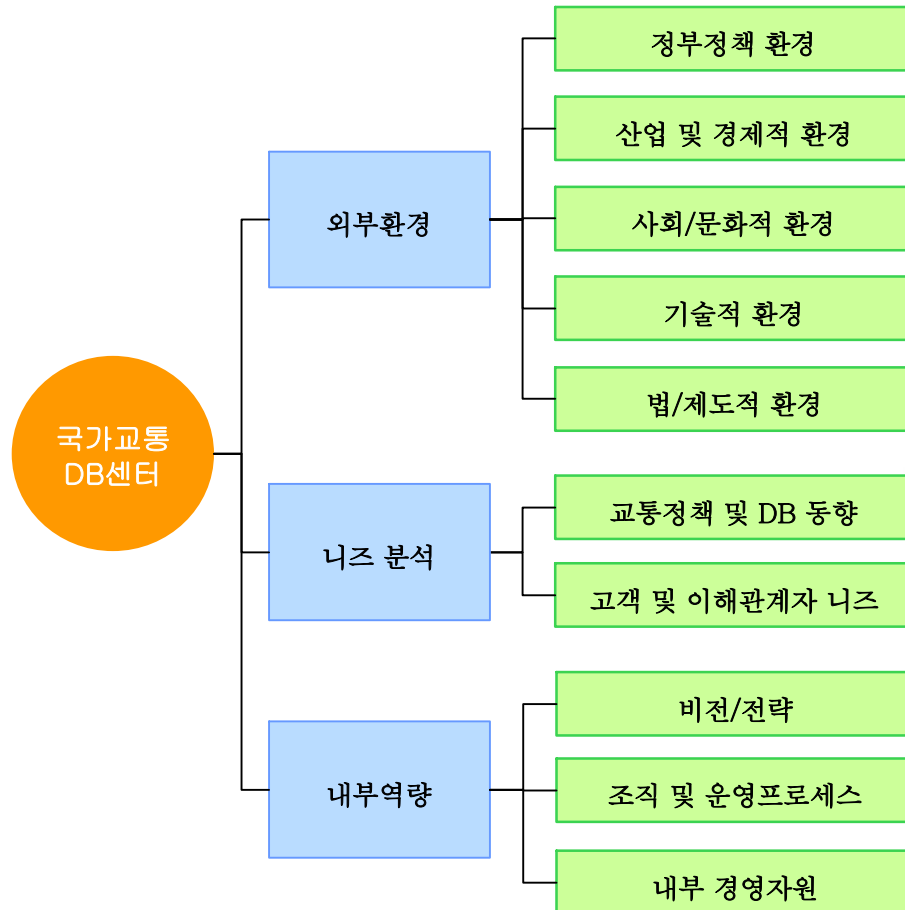 국가교통
DB센터
외부환경
정부정책 환경
산업 및 경제적 환경
사회/문화적 환경
기술적 환경
법/제도적 환경
니즈 분석
교통정책 및 DB 동향
고객 및 이해관계자 니즈
내부역량
비전/전략
조직 및 운영프로세스
내부 경영자원